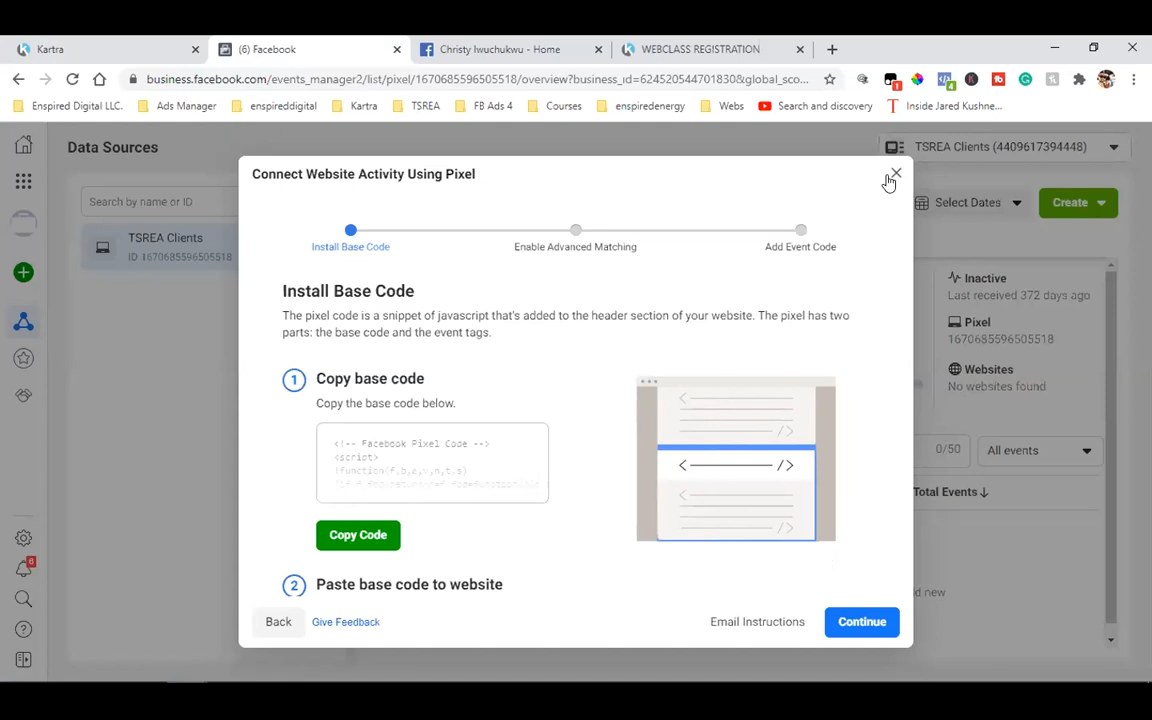 Kartra
(6) Facebook
Christy Iwuchukwu - Home
WEBCLASS REGISTRATION
business.facebook.com/events_manager2/list/pixel/1670685596505518/overview?business_id=6245205447018308&global_sco...
Enspired Digital LLC.
Ads Manager
enspireddigital
Kartra
TSREA
FB Ads 4
Courses
enspiredenergy
Webs
Search and discovery
Inside Jared Kushne...
Data Sources
TSREA Clients (4409617394448)
Connect Website Activity Using Pixel
Search by name or ID
Select Dates
Create
TSREA Clients
ID 1670685596505518
Install Base Code
Enable Advanced Matching
Add Event Code
Inactive
Last received 372 days ago
Pixel
1670685596505518
Websites
No websites found
Install Base Code
The pixel code is a snippet of javascript that's added to the header section of your website. The pixel has two
parts: the base code and the event tags.
1 Copy base code
Copy the base code below.
<!-- Facebook Pixel Code -->
<script>
!function(f,b,e,v,n,t,s)
0/50
All events
Total Events
Copy Code
2 Paste base code to website
Back
Give Feedback
Email Instructions
Continue